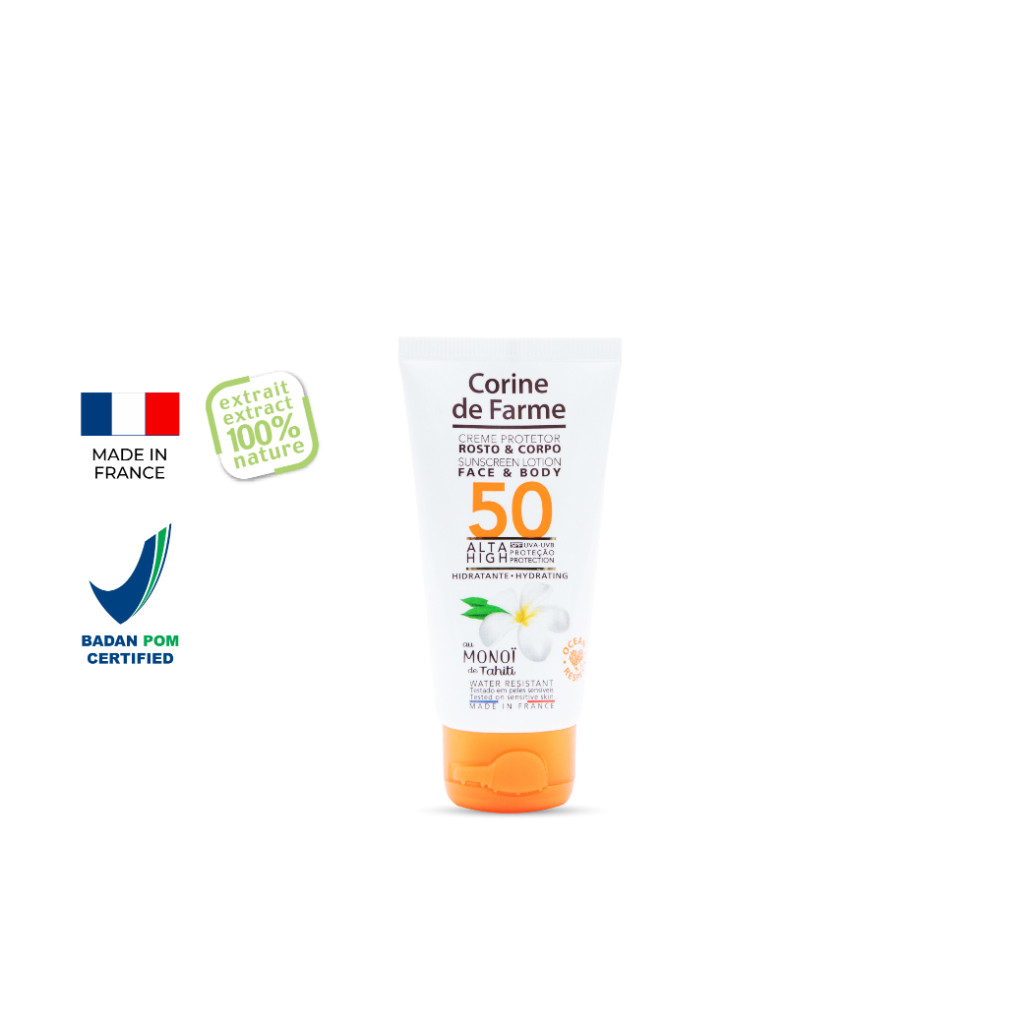 MADE IN
FRANCE
extrait
extract
100%
nature
BADAN POM
CERTIFIED
Corine
de Farme
CREME PROTETOR
ROSTO & CORPO
SUNSCREEN LOTION
FACE & BODY
50
ALTA
HIGH
SPF UVA-UVB
PROTEÇÃO
PROTECTION
HIDRATANTE • HYDRATING
au
MONOÏ
de Tahiti
WATER RESISTANT
Testado em peles sensíveis
Tested on sensitive skin
MADE IN FRANCE